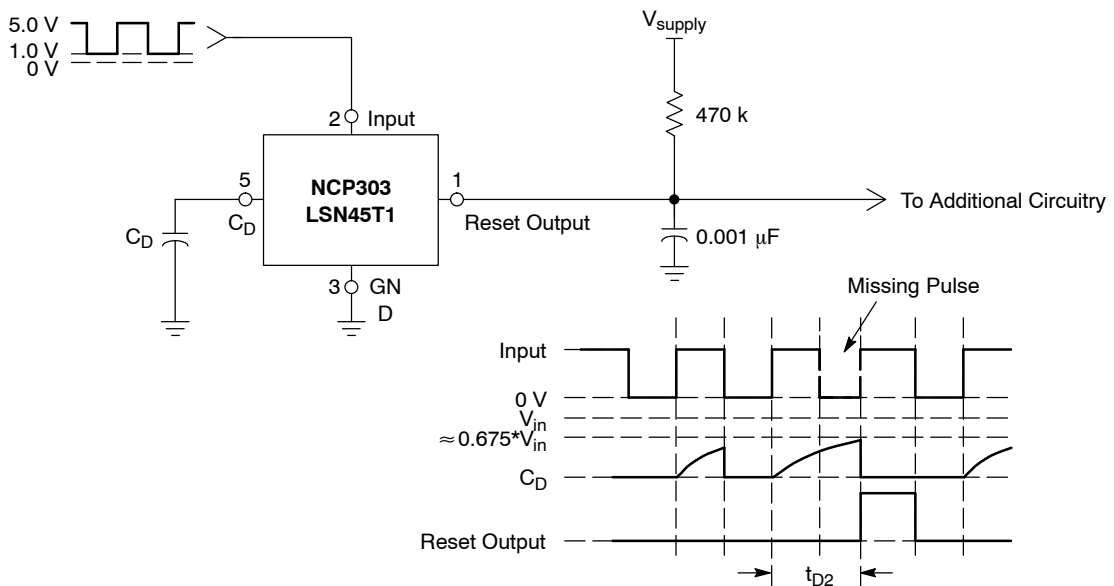 5.0 V
1.0 V
0 V
2 Input
NCP303
LSN45T1
5
C_D
C_D
1
Reset Output
3 GN
D
V_supply
470 k
0.001 µF
To Additional Circuitry
Missing Pulse
Input
0 V
V_in
≈0.675*V_in
C_D
Reset Output
t_D2